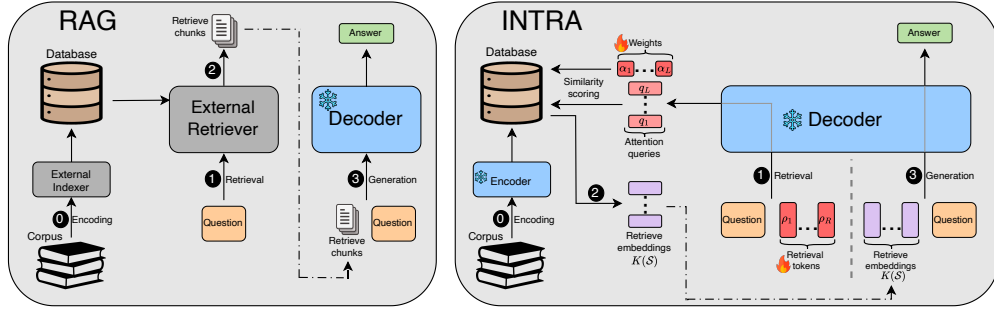 RAG
Retrieve
chunks
Answer
Database
2
External
Retriever
Decoder
External
Indexer
1 Retrieval
3 Generation
0 Encoding
Corpus
Question
Retrieve
chunks
Question
INTRA
Weights
Answer
Database
α1 ... αL
Similarity
scoring
qL
q1
Attention
queries
Decoder
Encoder
2
1 Retrieval
3 Generation
0 Encoding
Corpus
Retrieve
embeddings
K(S)
Question
ρ1 ... ρR
Retrieval
tokens
...
Question
Retrieve
embeddings
K(S)